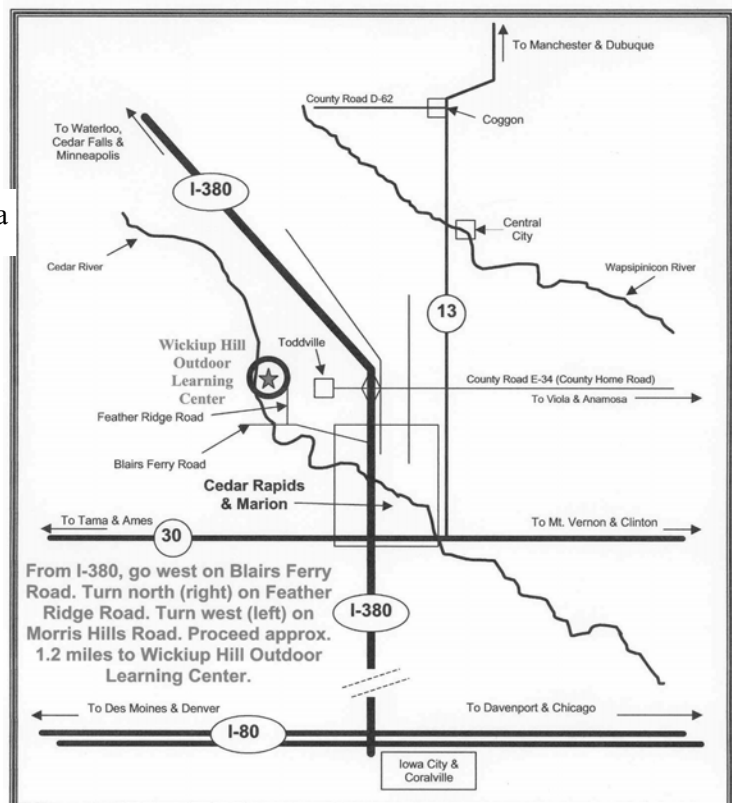 To Manchester & Dubuque
County Road D-62
Coggon
To Waterloo,
Cedar Falls &
Minneapolis
I-380
a
Central
City
Cedar River
Wapsipinicon River
13
Wickiup Hill
Outdoor
Learning
Center
Toddville
County Road E-34 (County Home Road)
To Viola & Anamosa
Feather Ridge Road
Blairs Ferry Road
Cedar Rapids
& Marion
To Tama & Ames
30
To Mt. Vernon & Clinton
From I-380, go west on Blairs Ferry
Road. Turn north (right) on Feather
Ridge Road. Turn west (left) on
Morris Hills Road. Proceed approx.
1.2 miles to Wickiup Hill Outdoor
Learning Center.
I-380
To Des Moines & Denver
To Davenport & Chicago
I-80
Iowa City &
Coralville